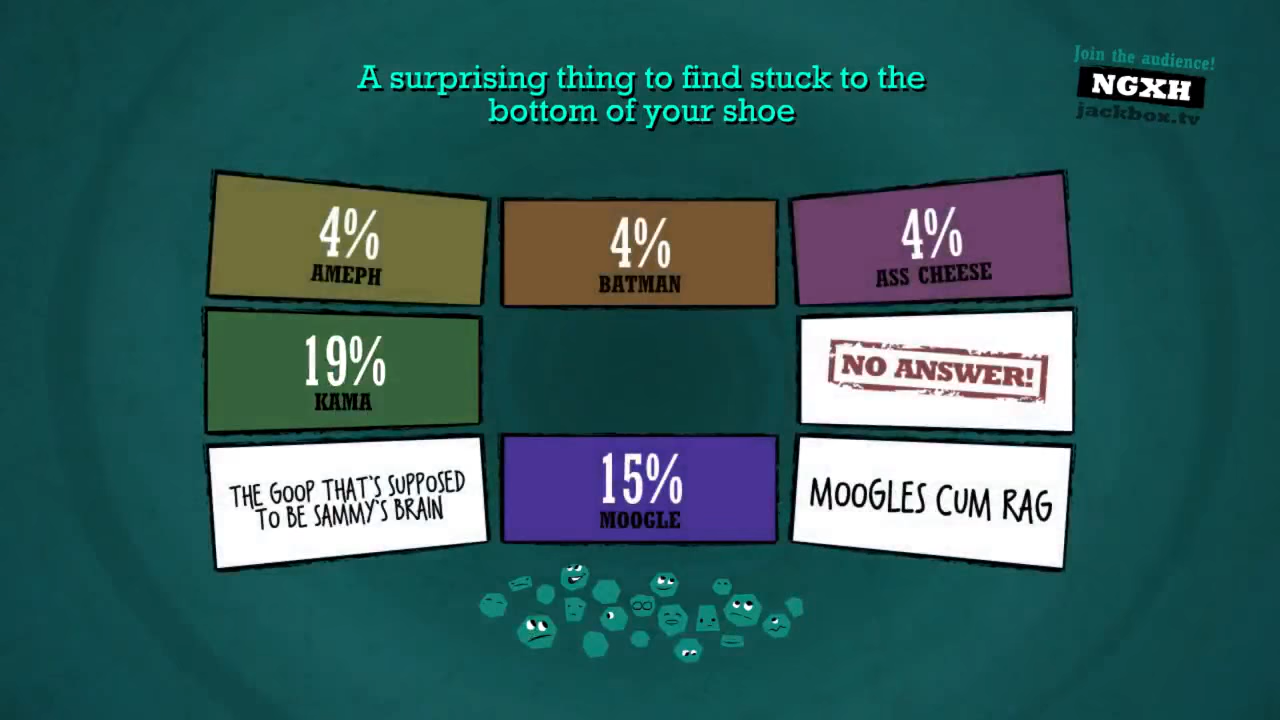 A surprising thing to find stuck to the
bottom of your shoe
Join the audience!
NGXH
jackbox.tv
4%
AMEPH
4%
BATMAN
4%
ASS CHEESE
19%
KAMA
NO ANSWER!
THE GOOP THAT'S SUPPOSED
TO BE SAMMY'S BRAIN
15%
MOOGLE
MOOGLES CUM RAG